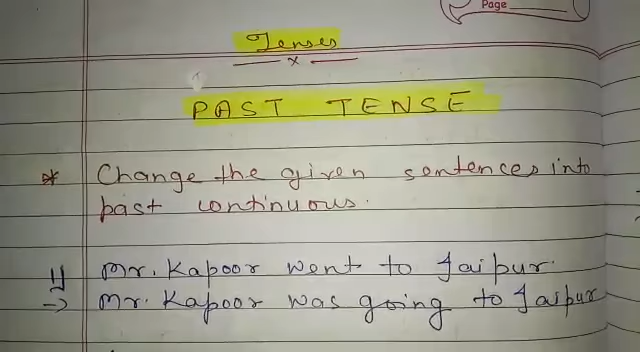 Page
Tenses
x
PAST TENSE
* Change the given sentences into
past continuous.
1) Mr. Kapoor went to Jaipur.
→ Mr. Kapoor was going to Jaipur